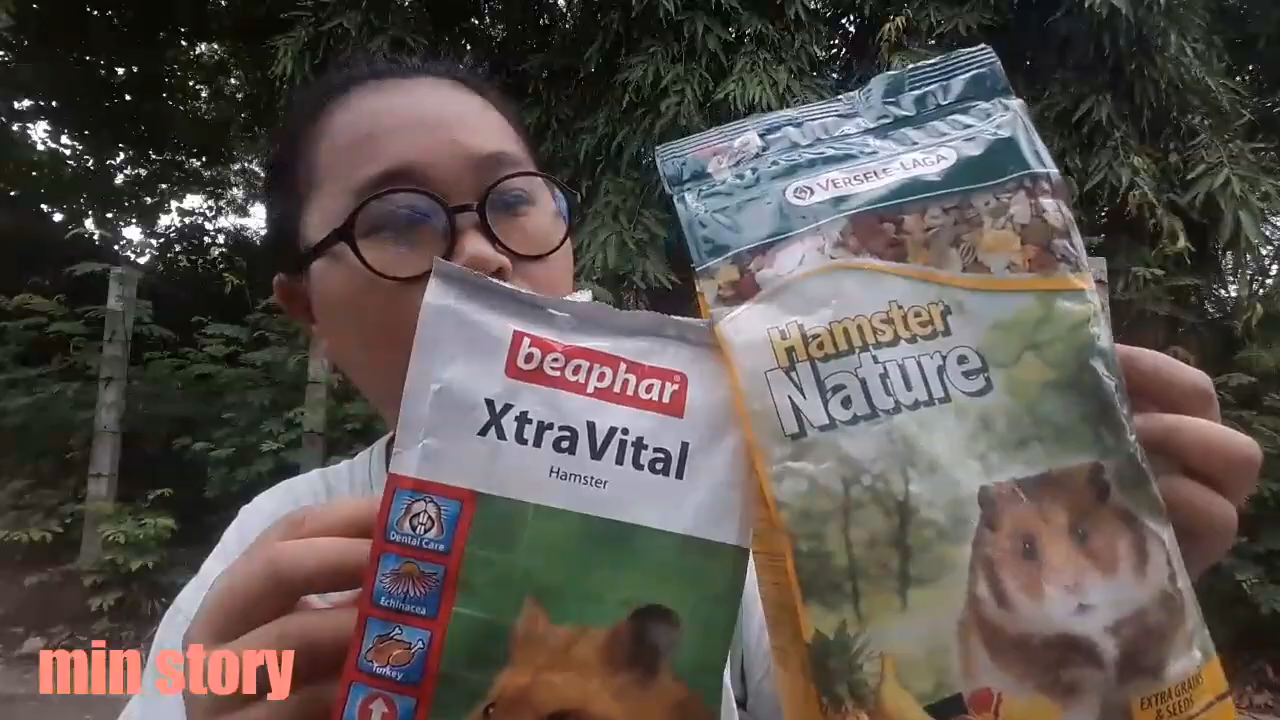 VERSELE-LAGA
Hamster
Nature
beaphar
XtraVital
Hamster
Dental Care
Echinacea
Turkey
EXTRA GRAINS
& SEEDS
min story